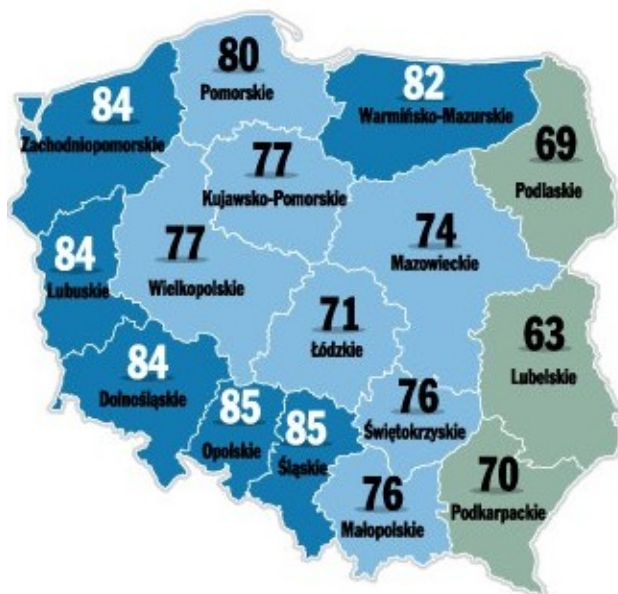 80
Pomorskie
84
Zachodniopomorskie
82
Warmińsko-Mazurskie
69
Podlaskie
77
Kujawsko-Pomorskie
77
Wielkopolskie
74
Mazowieckie
84
Lubuskie
71
Łódzkie
63
Lubelskie
84
Dolnośląskie
85
Opolskie
85
Śląskie
76
Świętokrzyskie
76
Małopolskie
70
Podkarpackie